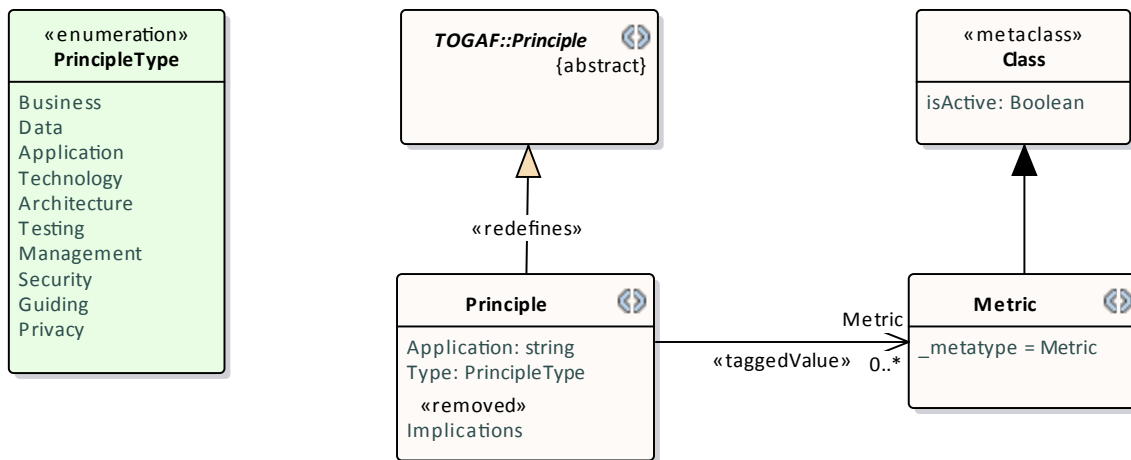 «enumeration»
PrincipleType
Business
Data
Application
Technology
Architecture
Testing
Management
Security
Guiding
Privacy
TOGAF::Principle
{abstract}
«metaclass»
Class
isActive: Boolean
«redefines»
Principle
Application: string
Type: PrincipleType
«removed»
Implications
Metric
«taggedValue»
0..*
Metric
_metatype = Metric